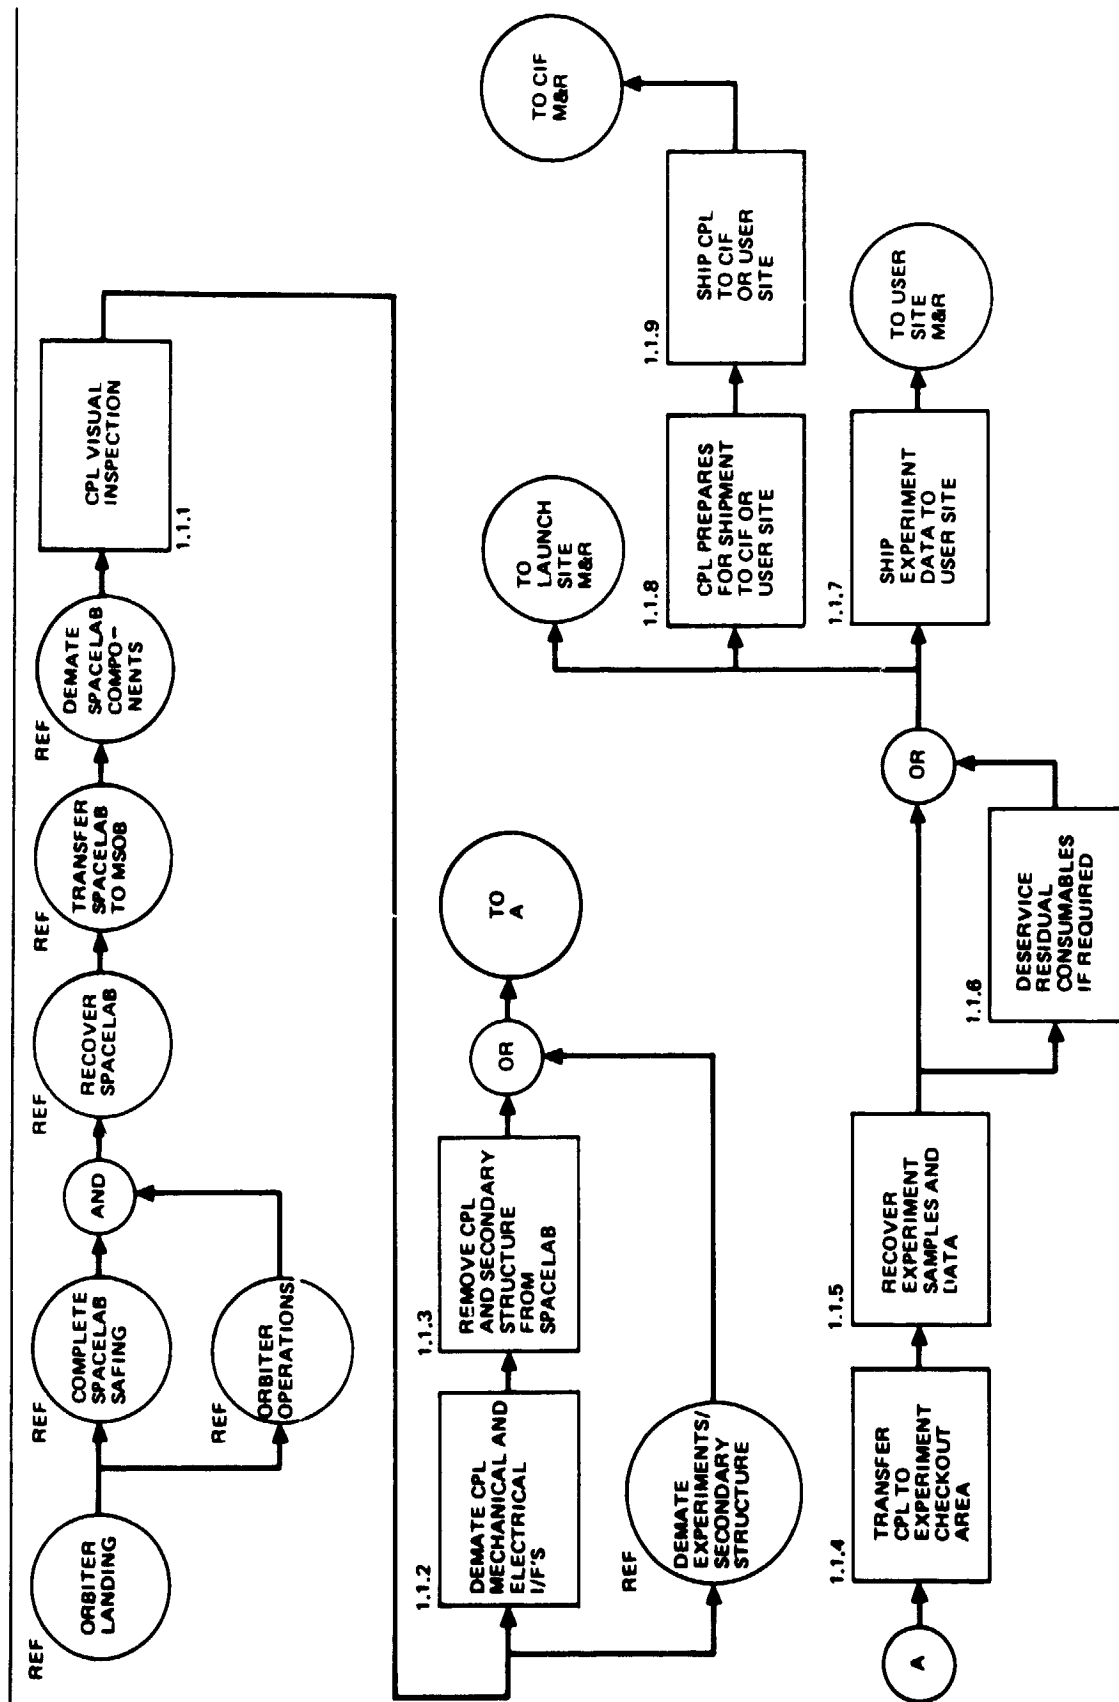 REF
ORBITER
LANDING
REF
COMPLETE
SPACELAB
SAFING
REF
ORBITER
OPERATIONS
AND
REF
RECOVER
SPACELAB
REF
TRANSFER
SPACELAB
TO MSOB
REF
DEMATE
SPACELAB
COMPO-
NENTS
1.1.1
CPL VISUAL
INSPECTION
1.1.2
DEMATE CPL
MECHANICAL AND
ELECTRICAL
I/F'S
1.1.3
REMOVE CPL
AND SECONDARY
STRUCTURE
FROM
SPACELAB
REF
DEMATE
EXPERIMENTS/
SECONDARY
STRUCTURE
OR
TO
A
A
1.1.4
TRANSFER
CPL TO
EXPERIMENT
CHECKOUT
AREA
1.1.5
RECOVER
EXPERIMENT
SAMPLES AND
DATA
1.1.6
DESERVICE
RESIDUAL
CONSUMABLES
IF REQUIRED
OR
TO
LAUNCH
SITE
M&R
1.1.8
CPL PREPARES
FOR SHIPMENT
TO CIF OR
USER SITE
1.1.7
SHIP
EXPERIMENT
DATA TO
USER SITE
1.1.9
SHIP CPL
TO CIF
OR USER
SITE
TO CIF
M&R
TO USER
SITE
M&R